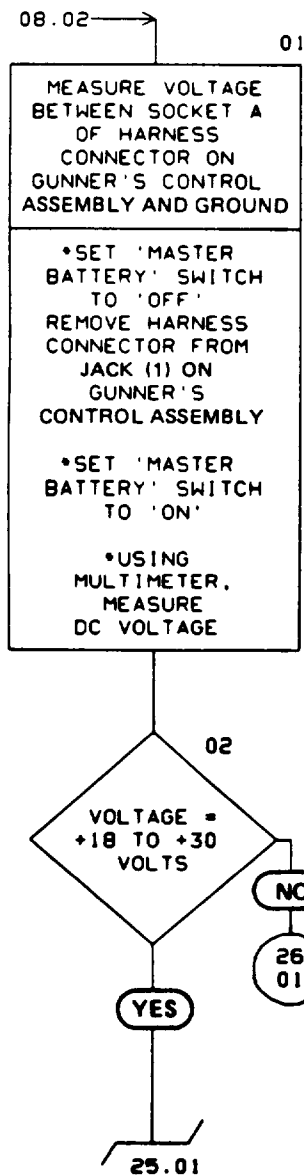 08.02
01
MEASURE VOLTAGE
BETWEEN SOCKET A
OF HARNESS
CONNECTOR ON
GUNNER'S CONTROL
ASSEMBLY AND GROUND
*SET 'MASTER
BATTERY' SWITCH
TO 'OFF'
REMOVE HARNESS
CONNECTOR FROM
JACK (1) ON
GUNNER'S
CONTROL ASSEMBLY
*SET 'MASTER
BATTERY' SWITCH
TO 'ON'
*USING
MULTIMETER,
MEASURE
DC VOLTAGE
02
VOLTAGE =
+18 TO +30
VOLTS
NO
26
01
YES
25.01